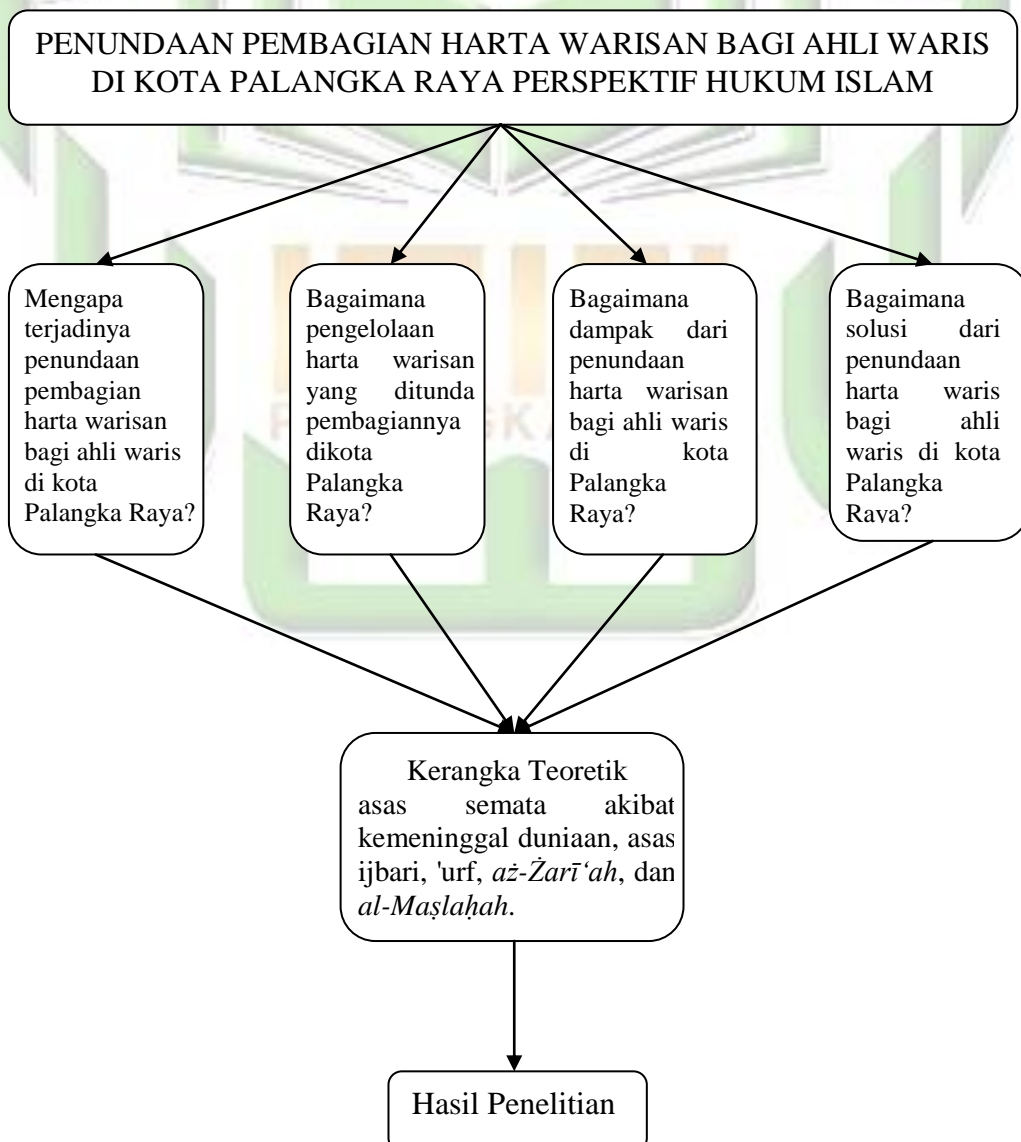 PENUNDAAN PEMBAGIAN HARTA WARISAN BAGI AHLI WARIS
DI KOTA PALANGKA RAYA PERSPEKTIF HUKUM ISLAM
Mengapa
terjadinya
penundaan
pembagian
harta warisan
bagi ahli waris
di kota
Palangka Raya?
Bagaimana
pengelolaan
harta warisan
yang ditunda
pembagiannya
dikota
Palangka
Raya?
Bagaimana
dampak dari
penundaan
harta warisan
bagi ahli waris
di kota
Palangka
Raya?
Bagaimana
solusi dari
penundaan
harta waris
bagi ahli
waris di kota
Palangka
Raya?
Kerangka Teoretik
asas semata akibat
kemeninggal duniaan, asas
ijbari, 'urf, aż-Żarī‘ah, dan
al-Maṣlaḥah.
Hasil Penelitian